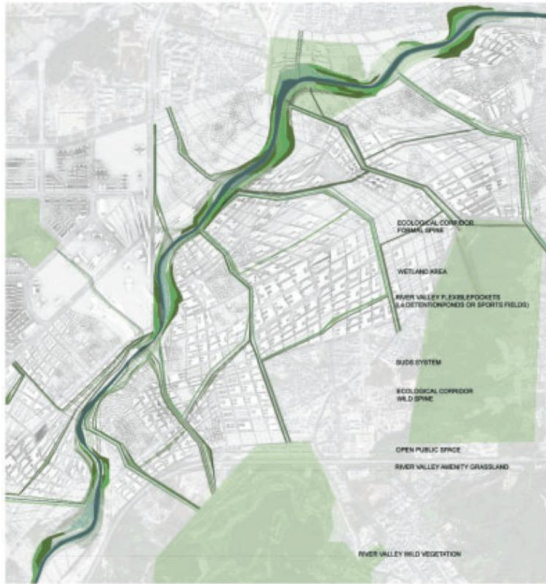 ECOLOGICAL CORRIDOR
FORMAL SPINE
WETLAND AREA
RIVER VALLEY FLEXIBLE POCKETS
(I.e DETENTION PONDS OR SPORTS FIELDS)
SUDS SYSTEM
ECOLOGICAL CORRIDOR
WILD SPINE
OPEN PUBLIC SPACE
RIVER VALLEY AMENITY GRASSLAND
RIVER VALLEY WILD VEGETATION